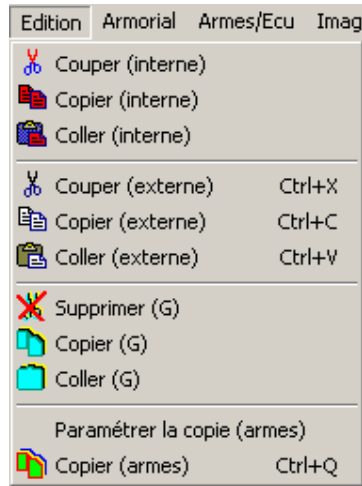 Edition Armorial Armes/Ecu Imag
Couper (interne)
Copier (interne)
Coller (interne)
Couper (externe) Ctrl+X
Copier (externe) Ctrl+C
Coller (externe) Ctrl+V
Supprimer (G)
Copier (G)
Coller (G)
Paramétrer la copie (armes)
Copier (armes) Ctrl+Q